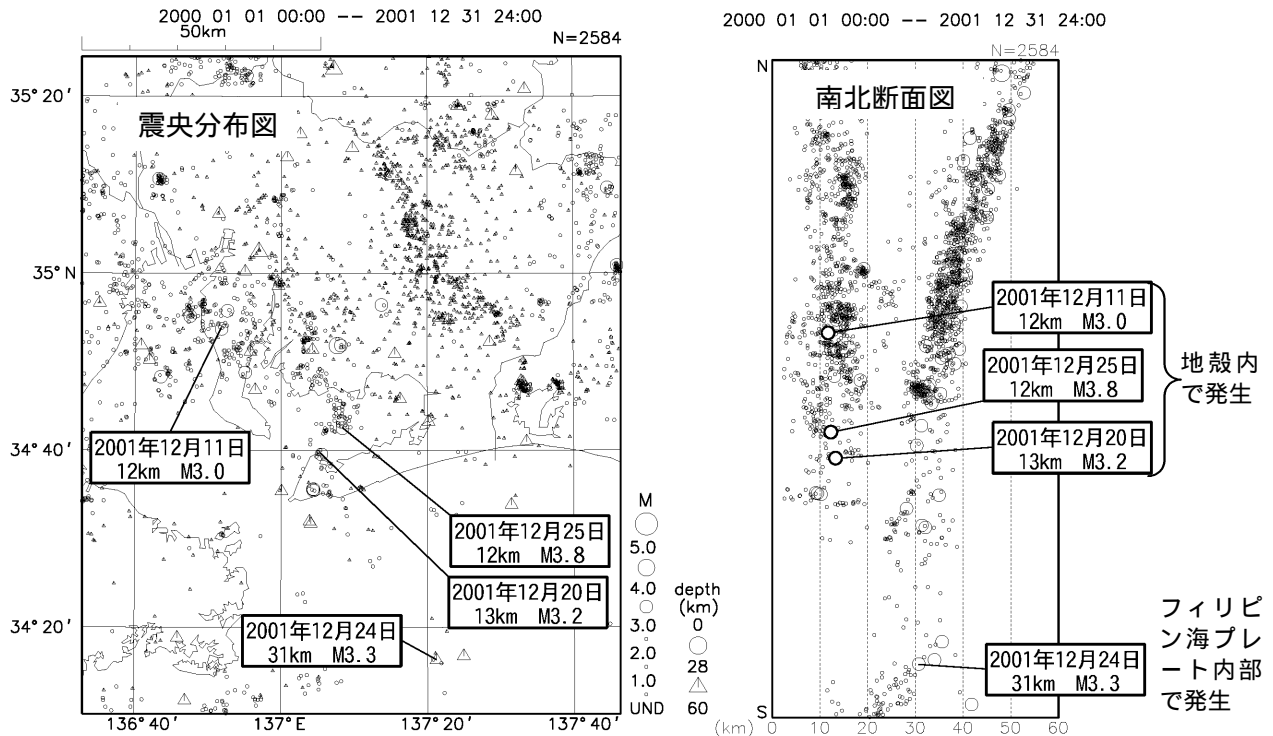 2000 01 01 00:00 -- 2001 12 31 24:00
50km
N=2584
震央分布図
35°20′
35°N
34°40′
34°20′
136°40′
137°E
137°20′
137°40′
2001年12月11日
12km M3.0
2001年12月25日
12km M3.8
2001年12月20日
13km M3.2
2001年12月24日
31km M3.3
M
5.0
4.0
3.0
2.0
1.0
UND
depth
(km)
0
28
60
2000 01 01 00:00 -- 2001 12 31 24:00
N=2584
N
南北断面図
2001年12月11日
12km M3.0
2001年12月25日
12km M3.8
2001年12月20日
13km M3.2
地殻内
で発生
2001年12月24日
31km M3.3
フィリピ
ン海プレ
ート内部
で発生
S
(km) 0 10 20 30 40 50 60